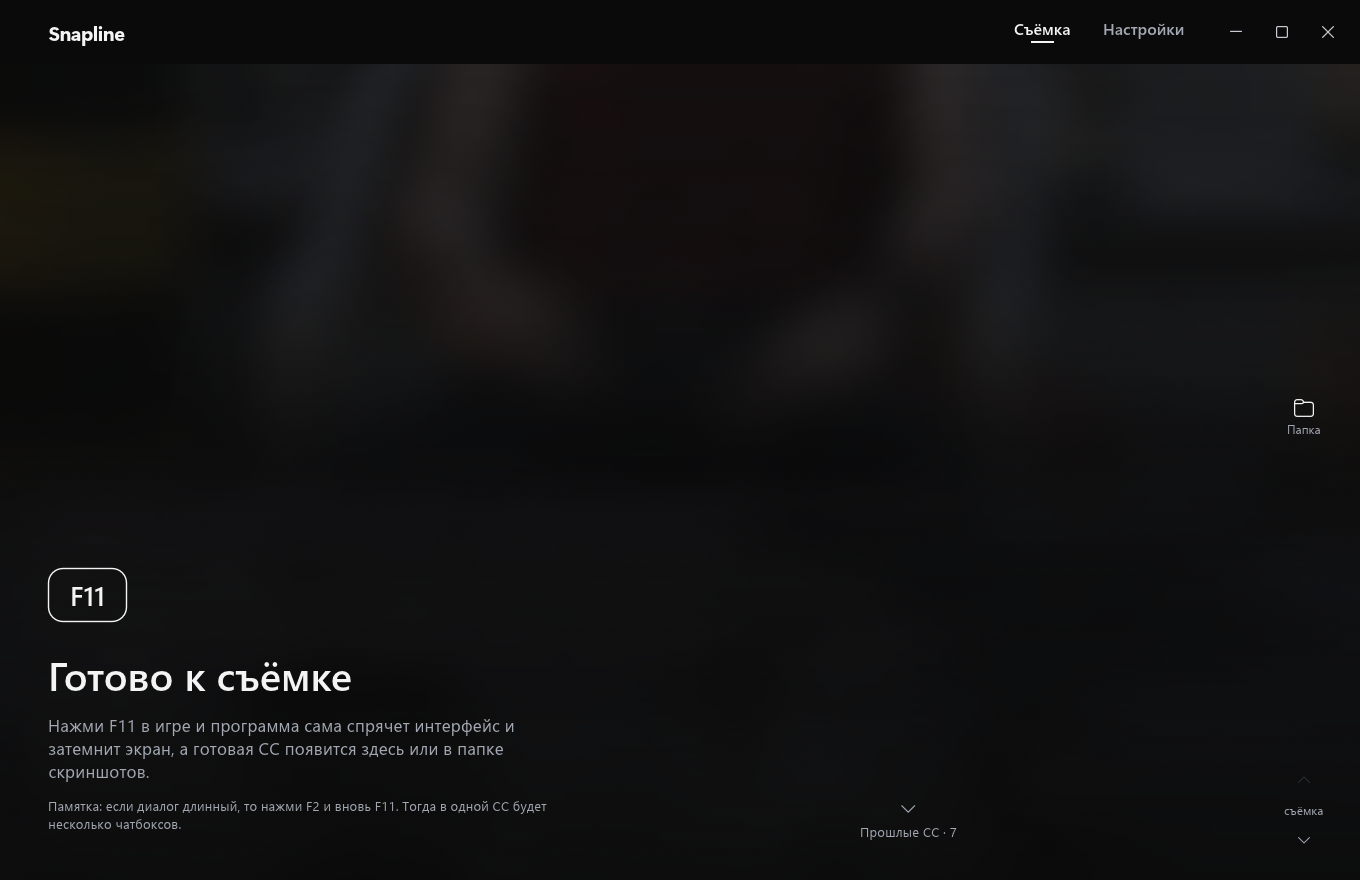 Snapline
Съёмка
Настройки
Папка
F11
Готово к съёмке
Нажми F11 в игре и программа сама спрячет интерфейс и
затемнит экран, а готовая СС появится здесь или в папке
скриншотов.
Памятка: если диалог длинный, то нажми F2 и вновь F11. Тогда в одной СС будет
несколько чатбоксов.
Прошлые СС · 7
съёмка